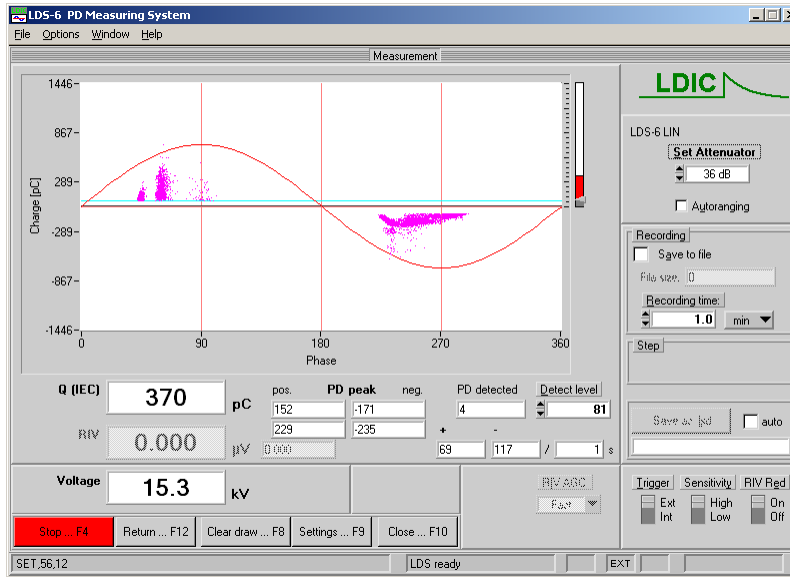 LDS-6 PD Measuring System
File Options Window Help
Measurement
1446
867
289
-289
-867
-1446
Charge [pC]
0 90 180 270 360
Phase
LDIC
LDS-6 LIN
Set Attenuator
36 dB
Autoranging
Recording
Save to file
File size, 0
Recording time:
1.0 min
Step
Save as lsd auto
Q (IEC) 370 pC
RIV 0.000 µV
pos. PD peak neg. PD detected Detect level
152 -171 4 81
229 -235 + -
0.000 69 117 / 1 s
Voltage 15.3 kV
RIV AGC
Fast
Trigger Sensitivity RIV Red
Ext High On
Int Low Off
Stop ... F4 Return ... F12 Clear draw ... F8 Settings ... F9 Close ... F10
SET,56,12 LDS ready EXT